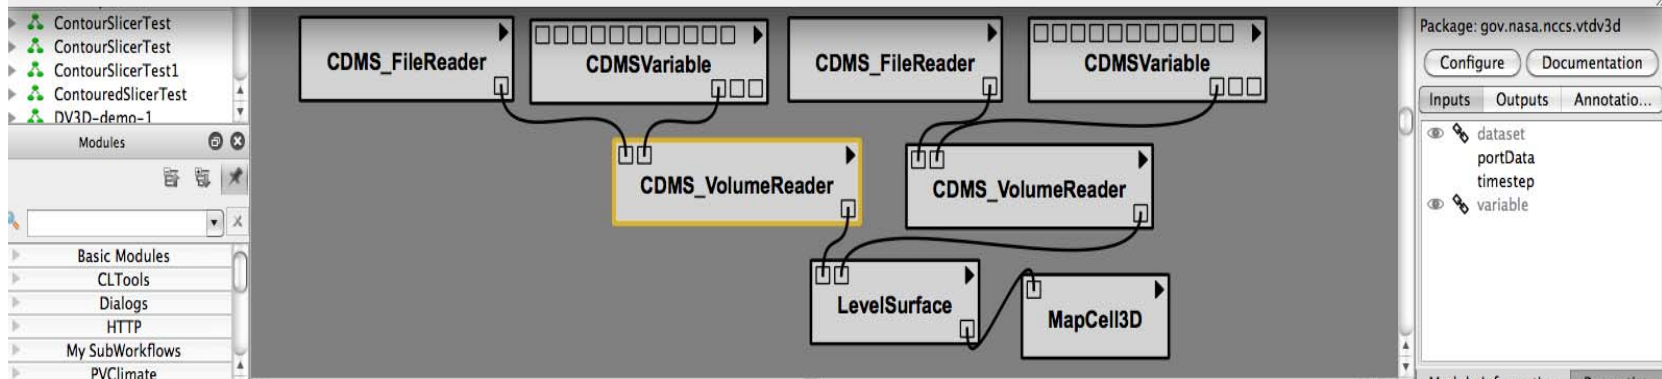 ContourSlicerTest
ContourSlicerTest
ContourSlicerTest1
ContouredSlicerTest
DV3D-demo-1
Modules
Basic Modules
CLTools
Dialogs
HTTP
My SubWorkflows
PVClimate
CDMS_FileReader
CDMSVariable
CDMS_FileReader
CDMSVariable
CDMS_VolumeReader
CDMS_VolumeReader
LevelSurface
MapCell3D
Package: gov.nasa.nccs.vtdv3d
Configure
Documentation
Inputs Outputs Annotatio...
dataset
portData
timestep
variable